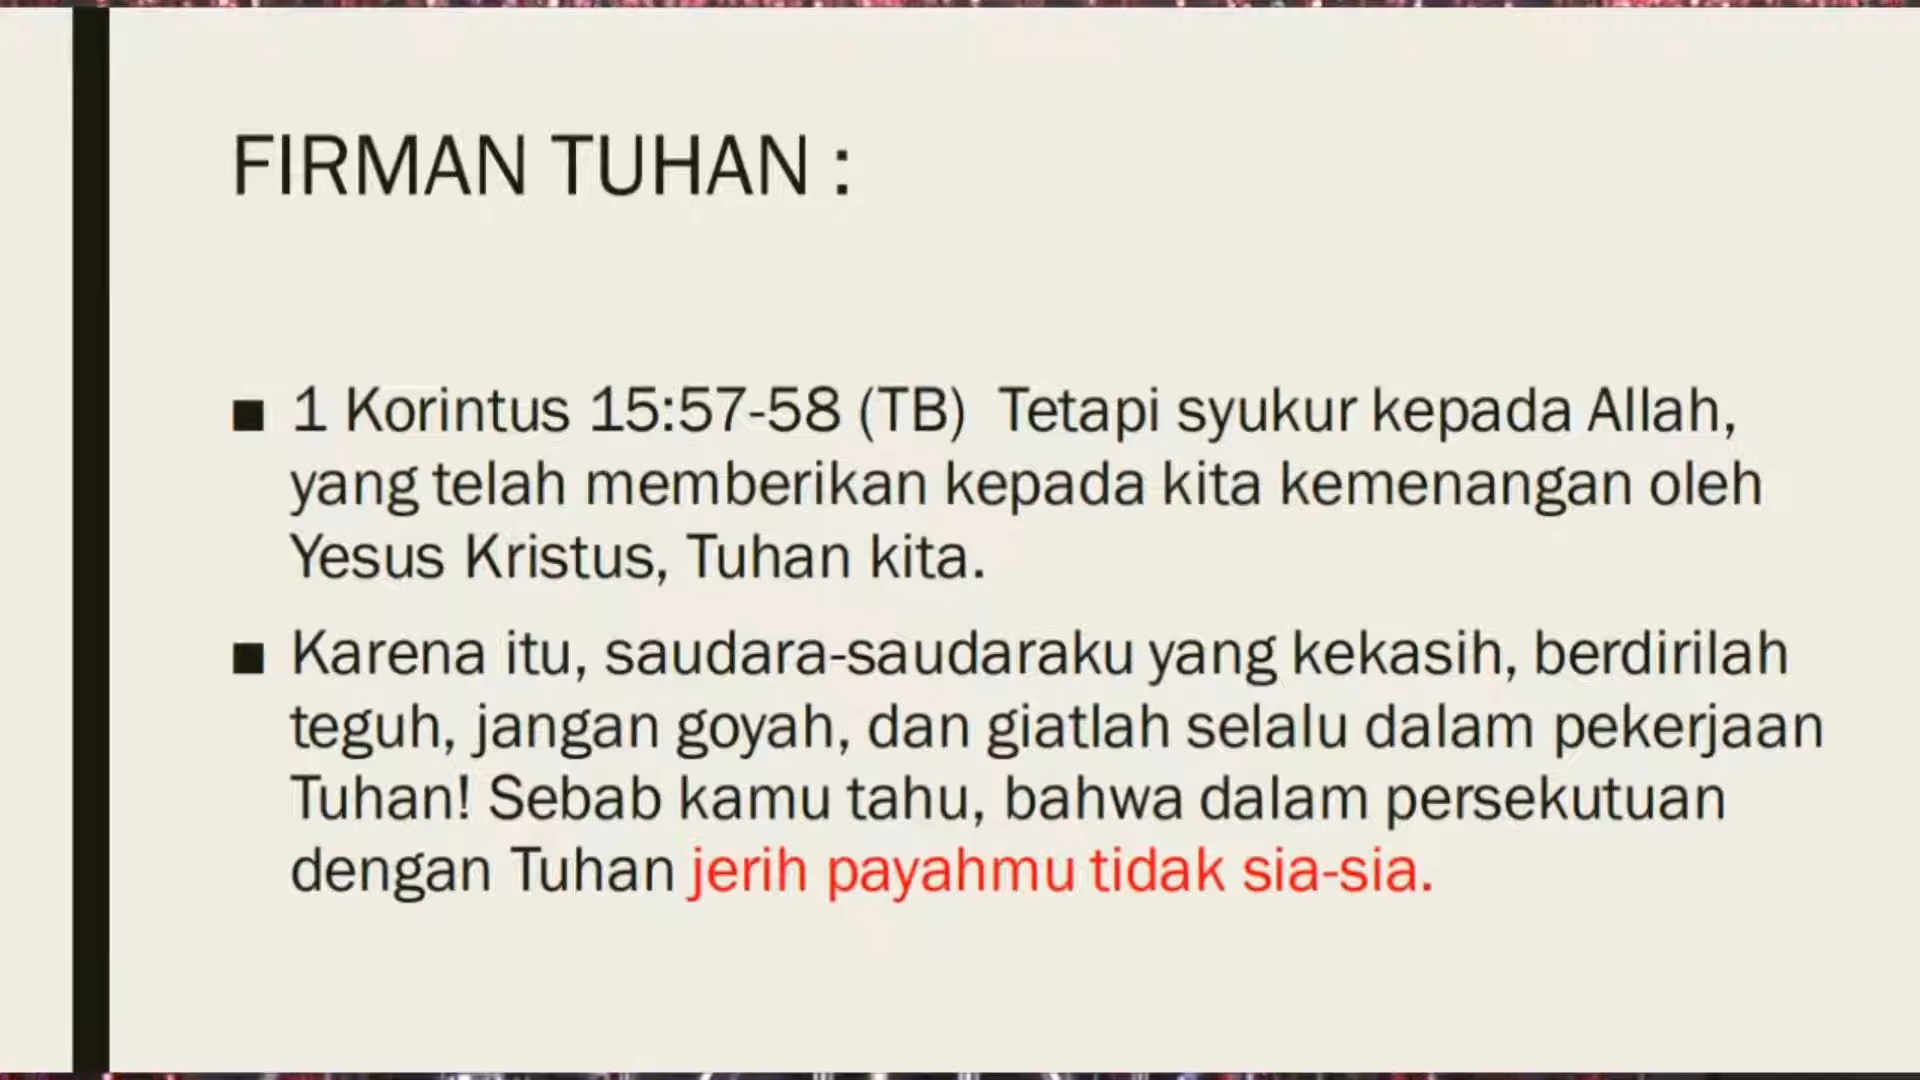 FIRMAN TUHAN :
■ 1 Korintus 15:57-58 (TB)  Tetapi syukur kepada Allah,
yang telah memberikan kepada kita kemenangan oleh
Yesus Kristus, Tuhan kita.
■ Karena itu, saudara-saudaraku yang kekasih, berdirilah
teguh, jangan goyah, dan giatlah selalu dalam pekerjaan
Tuhan! Sebab kamu tahu, bahwa dalam persekutuan
dengan Tuhan jerih payahmu tidak sia-sia.